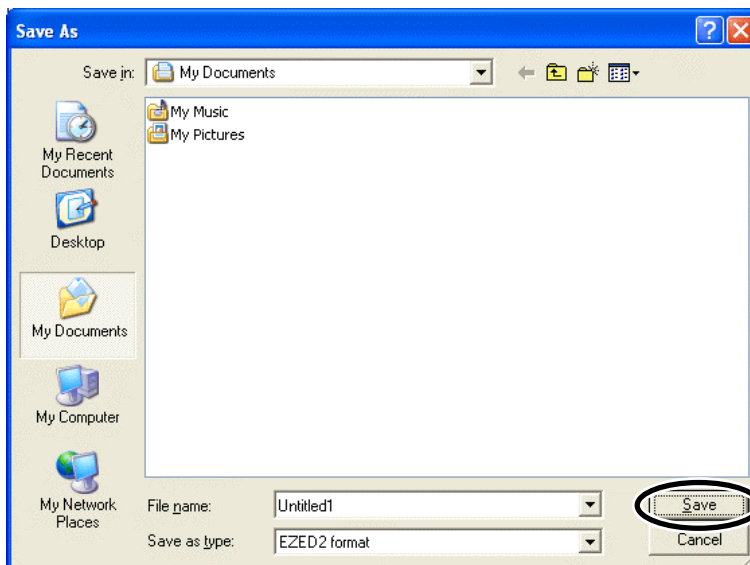 Save As
Save in: My Documents
My Music
My Pictures
My Recent
Documents
Desktop
My Documents
My Computer
My Network
Places
File name: Untitled1 Save
Save as type: EZED2 format Cancel